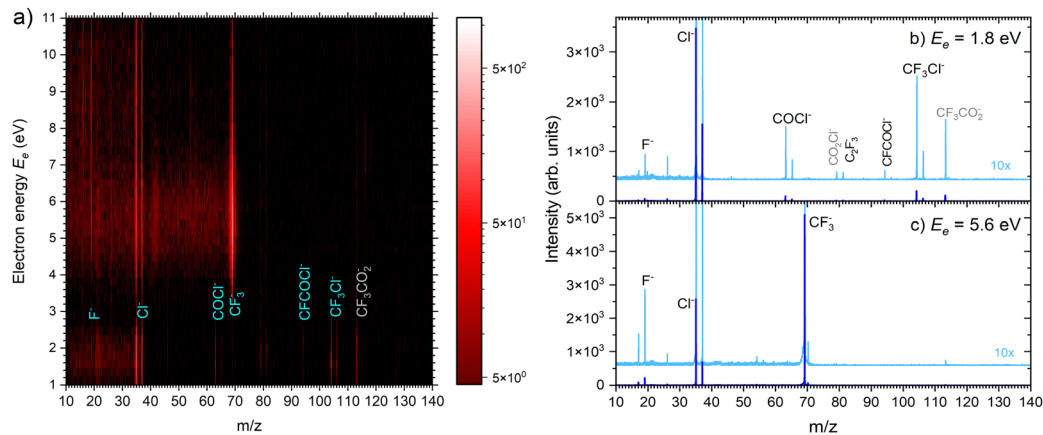 a)
11
10
9
8
7
6
5
4
3
2
1
Electron energy Eₑ (eV)
F⁻
Cl⁻
COCl⁻
CF₃⁻
CFCOCl⁻
CF₃Cl⁻
CF₃CO₂⁻
10 20 30 40 50 60 70 80 90 100 110 120 130 140
m/z
5×10²
5×10¹
5×10⁰
b) Eₑ = 1.8 eV
3×10³
2×10³
1×10³
0
Cl⁻
F⁻
COCl⁻
CO₂Cl⁻
C₂F₃⁻
CFCOCl⁻
CF₃Cl⁻
CF₃CO₂⁻
10x
Intensity (arb. units)
c) Eₑ = 5.6 eV
5×10³
4×10³
3×10³
2×10³
1×10³
0
F⁻
Cl⁻
CF₃⁻
10x
10 20 30 40 50 60 70 80 90 100 110 120 130 140
m/z